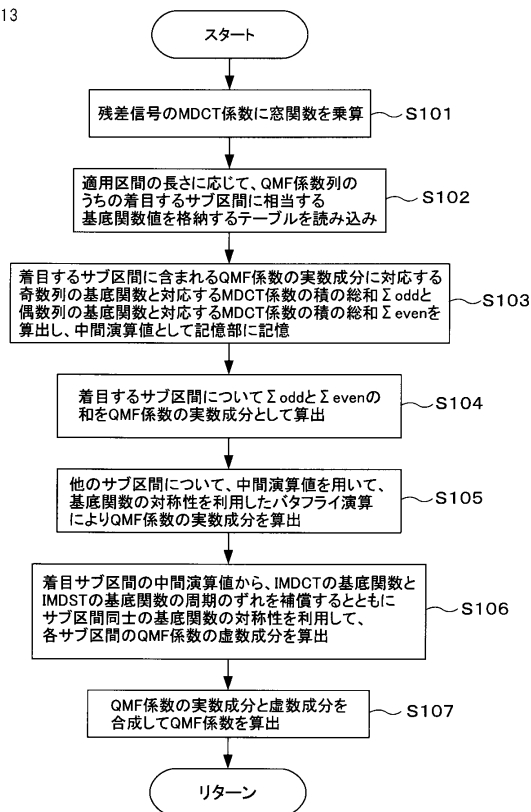 13
スタート
残差信号のMDCT係数に窓関数を乗算
S101
適用区間の長さに応じて、QMF係数列の
うちの着目するサブ区間に相当する
基底関数値を格納するテーブルを読み込み
S102
着目するサブ区間に含まれるQMF係数の実数成分に対応する
奇数列の基底関数と対応するMDCT係数の積の総和Σoddと
偶数列の基底関数と対応するMDCT係数の積の総和Σevenを
算出し、中間演算値として記憶部に記憶
S103
着目するサブ区間についてΣoddとΣevenの
和をQMF係数の実数成分として算出
S104
他のサブ区間について、中間演算値を用いて、
基底関数の対称性を利用したバタフライ演算
によりQMF係数の実数成分を算出
S105
着目サブ区間の中間演算値から、IMDCTの基底関数と
IMDSTの基底関数の周期のずれを補償するとともに
サブ区間同士の基底関数の対称性を利用して、
各サブ区間のQMF係数の虚数成分を算出
S106
QMF係数の実数成分と虚数成分を
合成してQMF係数を算出
S107
リターン